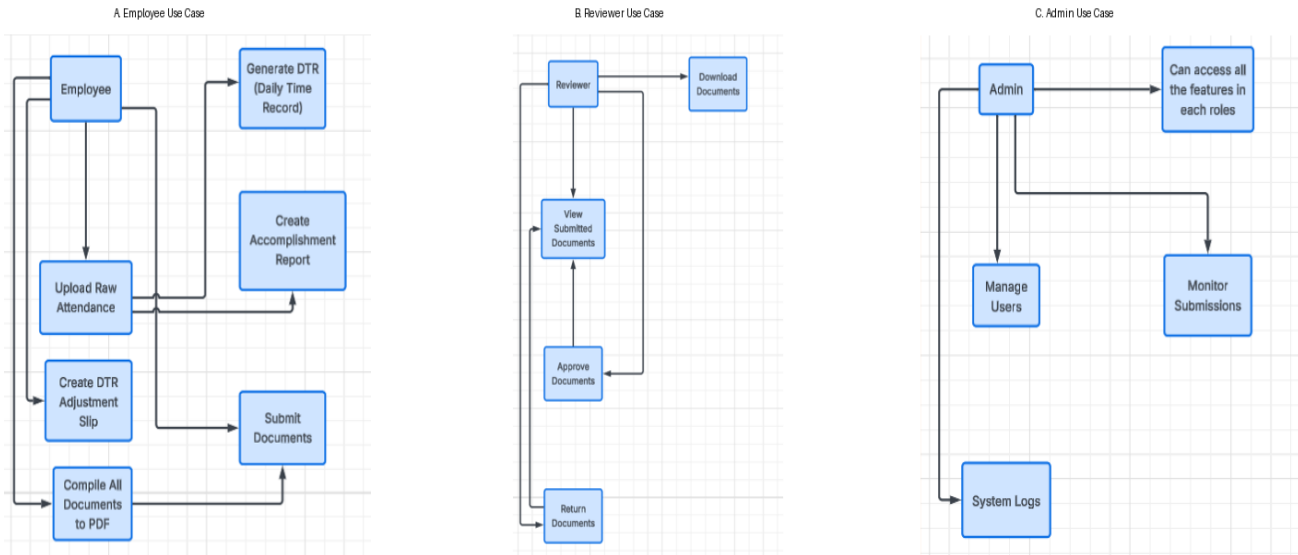 A. Employee Use Case
Employee
Generate DTR
(Daily Time
Record)
Create
Accomplishment
Report
Upload Raw
Attendance
Create DTR
Adjustment
Slip
Submit
Documents
Compile All
Documents
to PDF
B. Reviewer Use Case
Reviewer
Download
Documents
View
Submitted
Documents
Approve
Documents
Return
Documents
C. Admin Use Case
Admin
Can access all
the features in
each roles
Manage
Users
Monitor
Submissions
System Logs